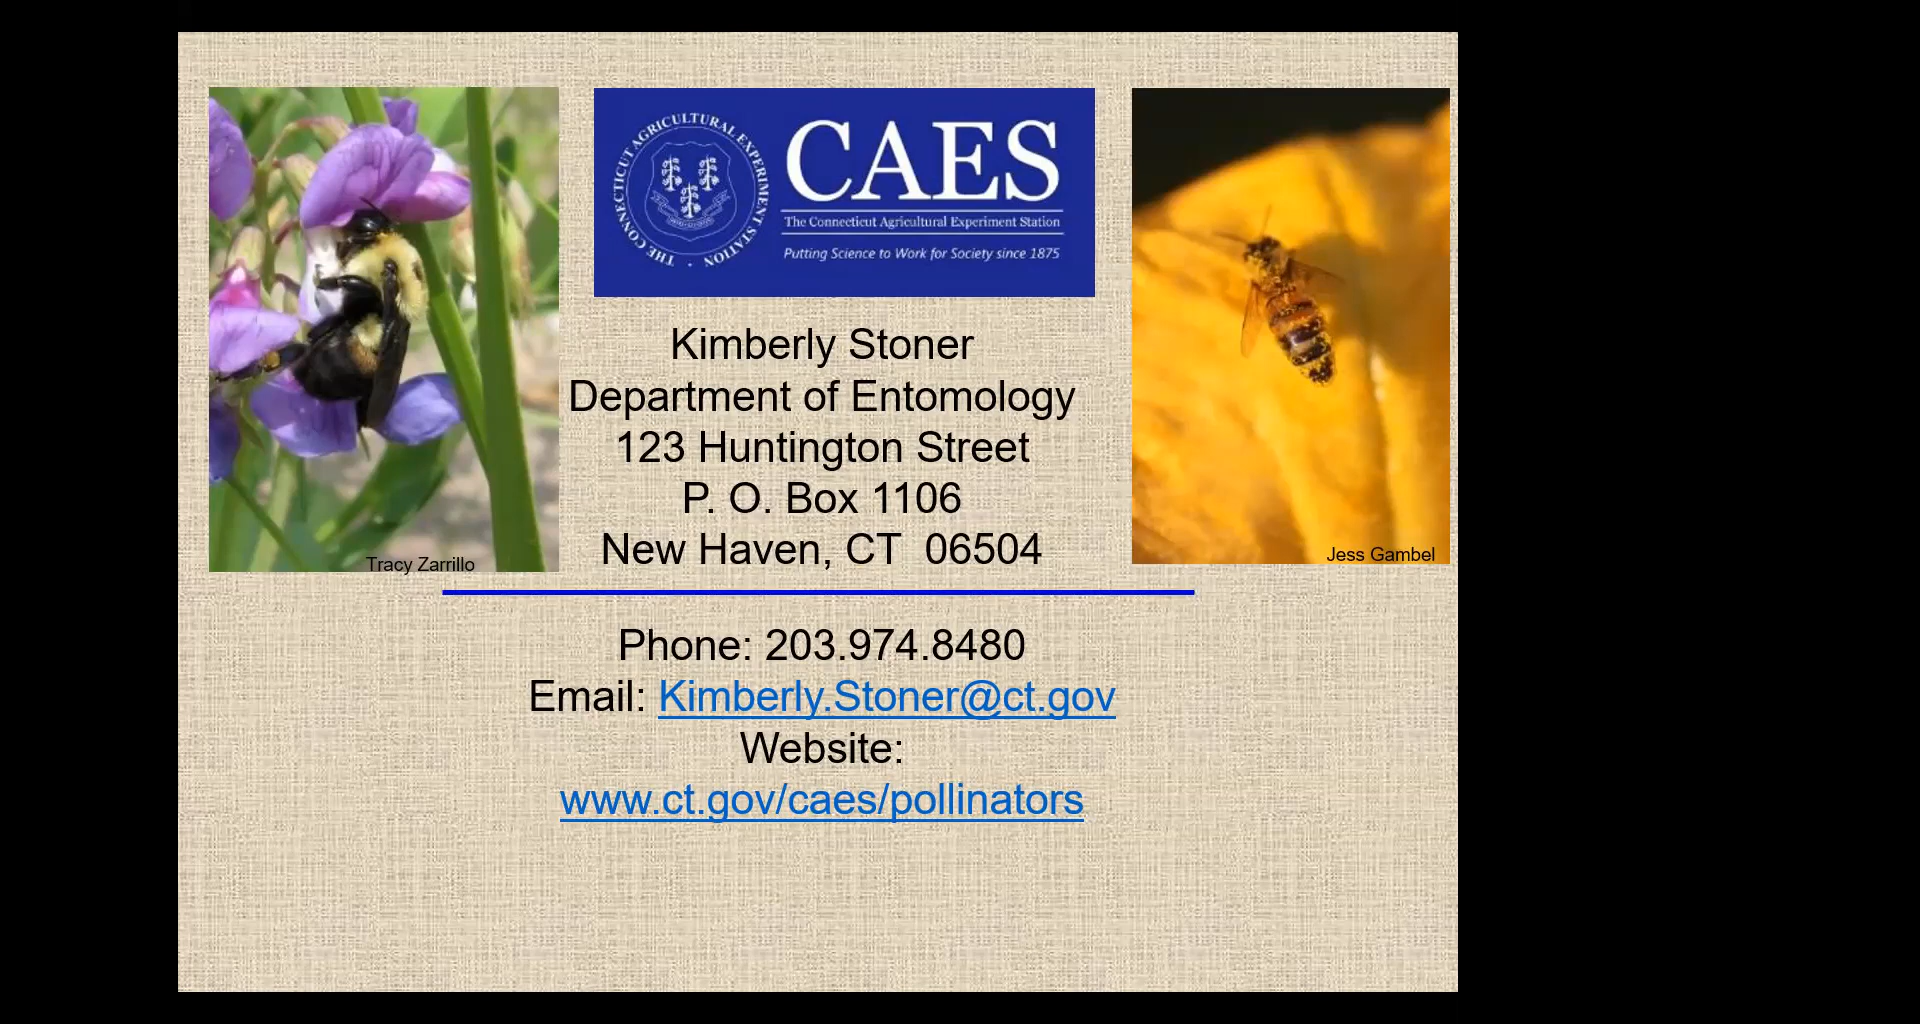 THE CONNECTICUT AGRICULTURAL EXPERIMENT STATION •
CAES
The Connecticut Agricultural Experiment Station
Putting Science to Work for Society since 1875
Kimberly Stoner
Department of Entomology
123 Huntington Street
P. O. Box 1106
New Haven, CT  06504
Tracy Zarrillo
Jess Gambel
Phone: 203.974.8480
Email: Kimberly.Stoner@ct.gov
Website:
www.ct.gov/caes/pollinators